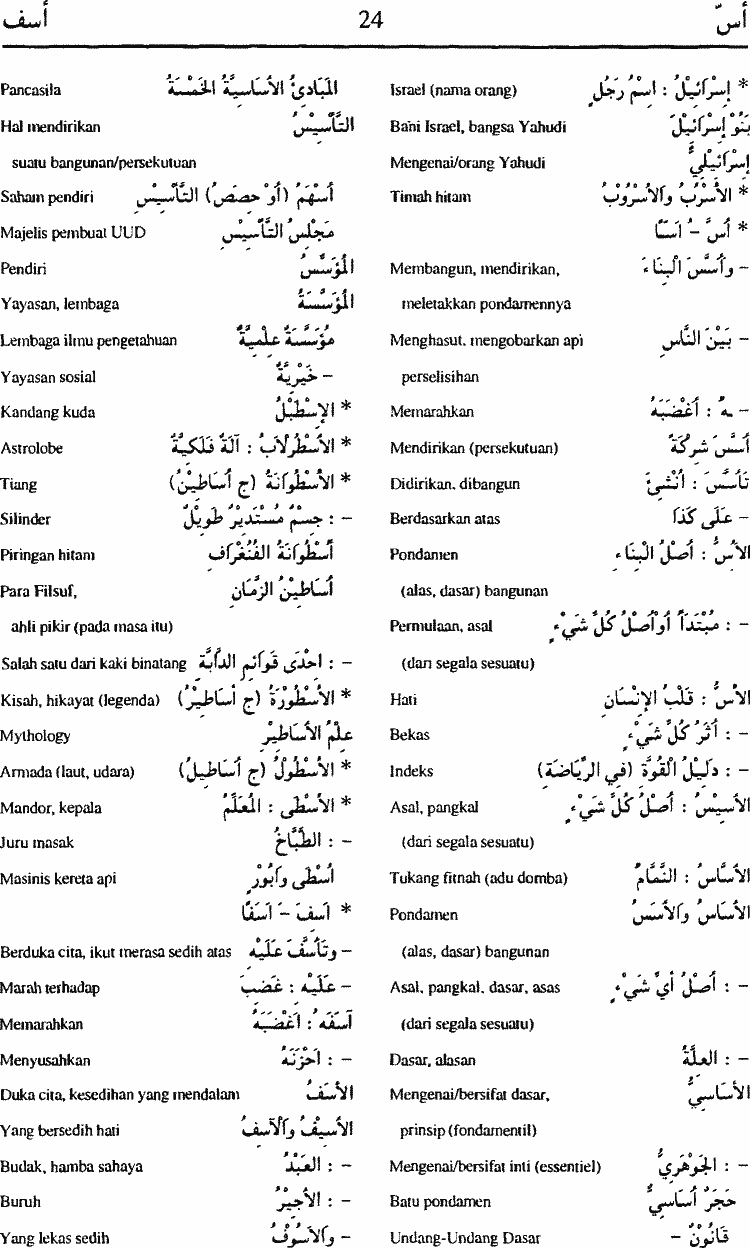 أسّ 24 أسف
* إِسْرَائِيْلُ : اِسْمُ رَجُلٍ Israel (nama orang)
بَنُوْ إِسْرَائِيْلَ Bani Israel, bangsa Yahudi
إِسْرَائِيْلِيٌّ Mengenai/orang Yahudi
* الأُسْرُبُ وَالأُسْرُوْبُ Timah hitam
* أَسَّ – اَسًّا
– وَأَسَّسَ الْبِنَاءَ Membangun, mendirikan,
meletakkan pondamennya
– بَيْنَ النَّاسِ Menghasut, mengobarkan api
perselisihan
– ـهُ : أَغْضَبَهُ Memarahkan
أَسَّسَ شَرِكَةً Mendirikan (persekutuan)
تَأَسَّسَ : أُنْشِئَ Didirikan, dibangun
– عَلَى كَذَا Berdasarkan atas
الأُسُّ : أَصْلُ الْبِنَاءِ Pondamen
(alas, dasar) bangunan
– : مُبْتَدَأُ أَوْأَصْلُ كُلِّ شَيْءٍ Permulaan, asal
(dari segala sesuatu)
الأُسُّ : قَلْبُ الإِنْسَانِ Hati
– : أَثَرُ كُلِّ شَيْءٍ Bekas
– : دَلِيْلُ الْقُوَّةِ (فِي الرِّيَاضَةِ) Indeks
الأَسِيْسُ : أَصْلُ كُلِّ شَيْءٍ Asal, pangkal
(dari segala sesuatu)
الأَسَّاسُ : النَّمَّامُ Tukang fitnah (adu domba)
الأَسَاسُ وَالأَسَسُ Pondamen
(alas, dasar) bangunan
– : أَصْلُ أَيِّ شَيْءٍ Asal, pangkal, dasar, asas
(dari segala sesuatu)
– : العِلَّةُ Dasar, alasan
الأَسَاسِيُّ Mengenai/bersifat dasar,
prinsip (fondamentil)
– : الجَوْهَرِيُّ Mengenai/bersifat inti (essentiel)
حَجَرٌ أَسَاسِيٌّ Batu pondamen
قَانُوْنٌ – Undang-Undang Dasar
المَبَادِئُ الأَسَاسِيَّةُ الخَمْسَةُ Pancasila
التَّأْسِيْسُ Hal mendirikan
suatu bangunan/persekutuan
أَسْهُمُ (أَوْ حِصَصُ) التَّأْسِيْسِ Saham pendiri
مَجْلِسُ التَّأْسِيْسِ Majelis pembuat UUD
المُؤَسِّسُ Pendiri
المُؤَسَّسَةُ Yayasan, lembaga
مُؤَسَّسَةٌ عِلْمِيَّةٌ Lembaga ilmu pengetahuan
– خَيْرِيَّةٌ Yayasan sosial
* الإِسْطَبْلُ Kandang kuda
* الأَسْطُرْلَابُ : آلَةٌ فَلَكِيَّةٌ Astrolobe
* الأُسْطُوَانَةُ (ج أَسَاطِيْنُ) Tiang
– : جِسْمٌ مُسْتَدِيْرٌ طَوِيْلٌ Silinder
أُسْطُوَانَةُ الفُنُغْرَافِ Piringan hitam
أَسَاطِيْنُ الزَّمَانِ Para Filsuf,
ahli pikir (pada masa itu)
– : اِحْدَى قَوَائِمِ الدَّابَّةِ Salah satu dari kaki binatang
* الأُسْطُوْرَةُ (ج أَسَاطِيْرُ) Kisah, hikayat (legenda)
عِلْمُ الأَسَاطِيْرِ Mythology
* الأُسْطُوْلُ (ج أَسَاطِيْلُ) Armada (laut, udara)
* الأُسْطَى : المُعَلِّمُ Mandor, kepala
– : الطَّبَّاخُ Juru masak
اُسْطَى وَابُوْرٍ Masinis kereta api
* اَسِفَ – اَسَفًا
– وَتَأَسَّفَ عَلَيْهِ Berduka cita, ikut merasa sedih atas
– عَلَيْهِ : غَضِبَ Marah terhadap
آسَفَهُ : اَغْضَبَهُ Memarahkan
– : اَحْزَنَهُ Menyusahkan
الأَسَفُ Duka cita, kesedihan yang mendalam
الأَسِيْفُ وَالآسِفُ Yang bersedih hati
– : العَبْدُ Budak, hamba sahaya
– : الأَجِيْرُ Buruh
– وَالأَسُوْفُ Yang lekas sedih